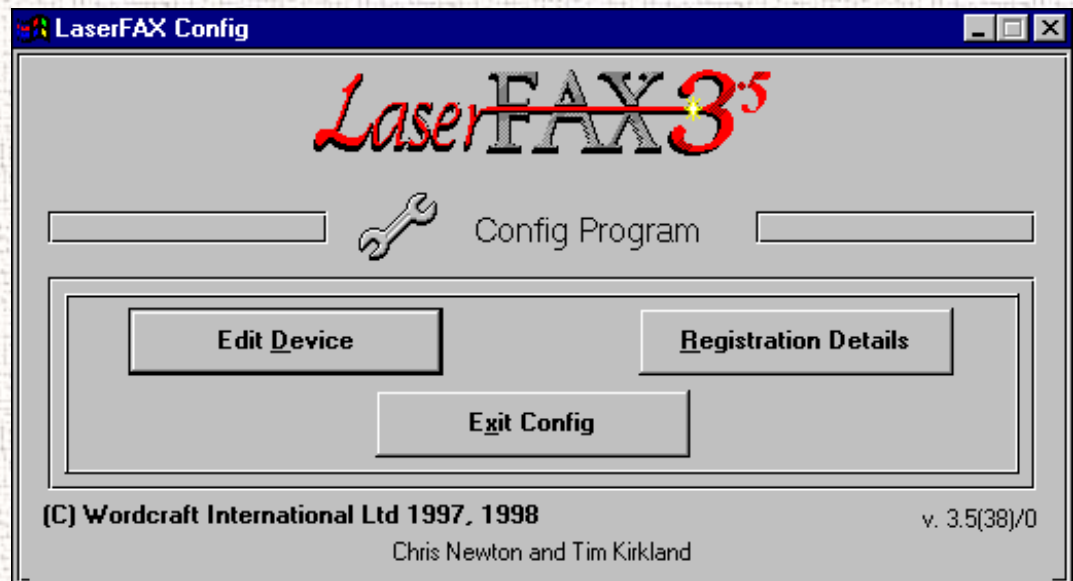 LaserFAX Config
LaserFAX 3.5
Config Program
Edit Device
Registration Details
Exit Config
(C) Wordcraft International Ltd 1997, 1998
v. 3.5(38)/0
Chris Newton and Tim Kirkland